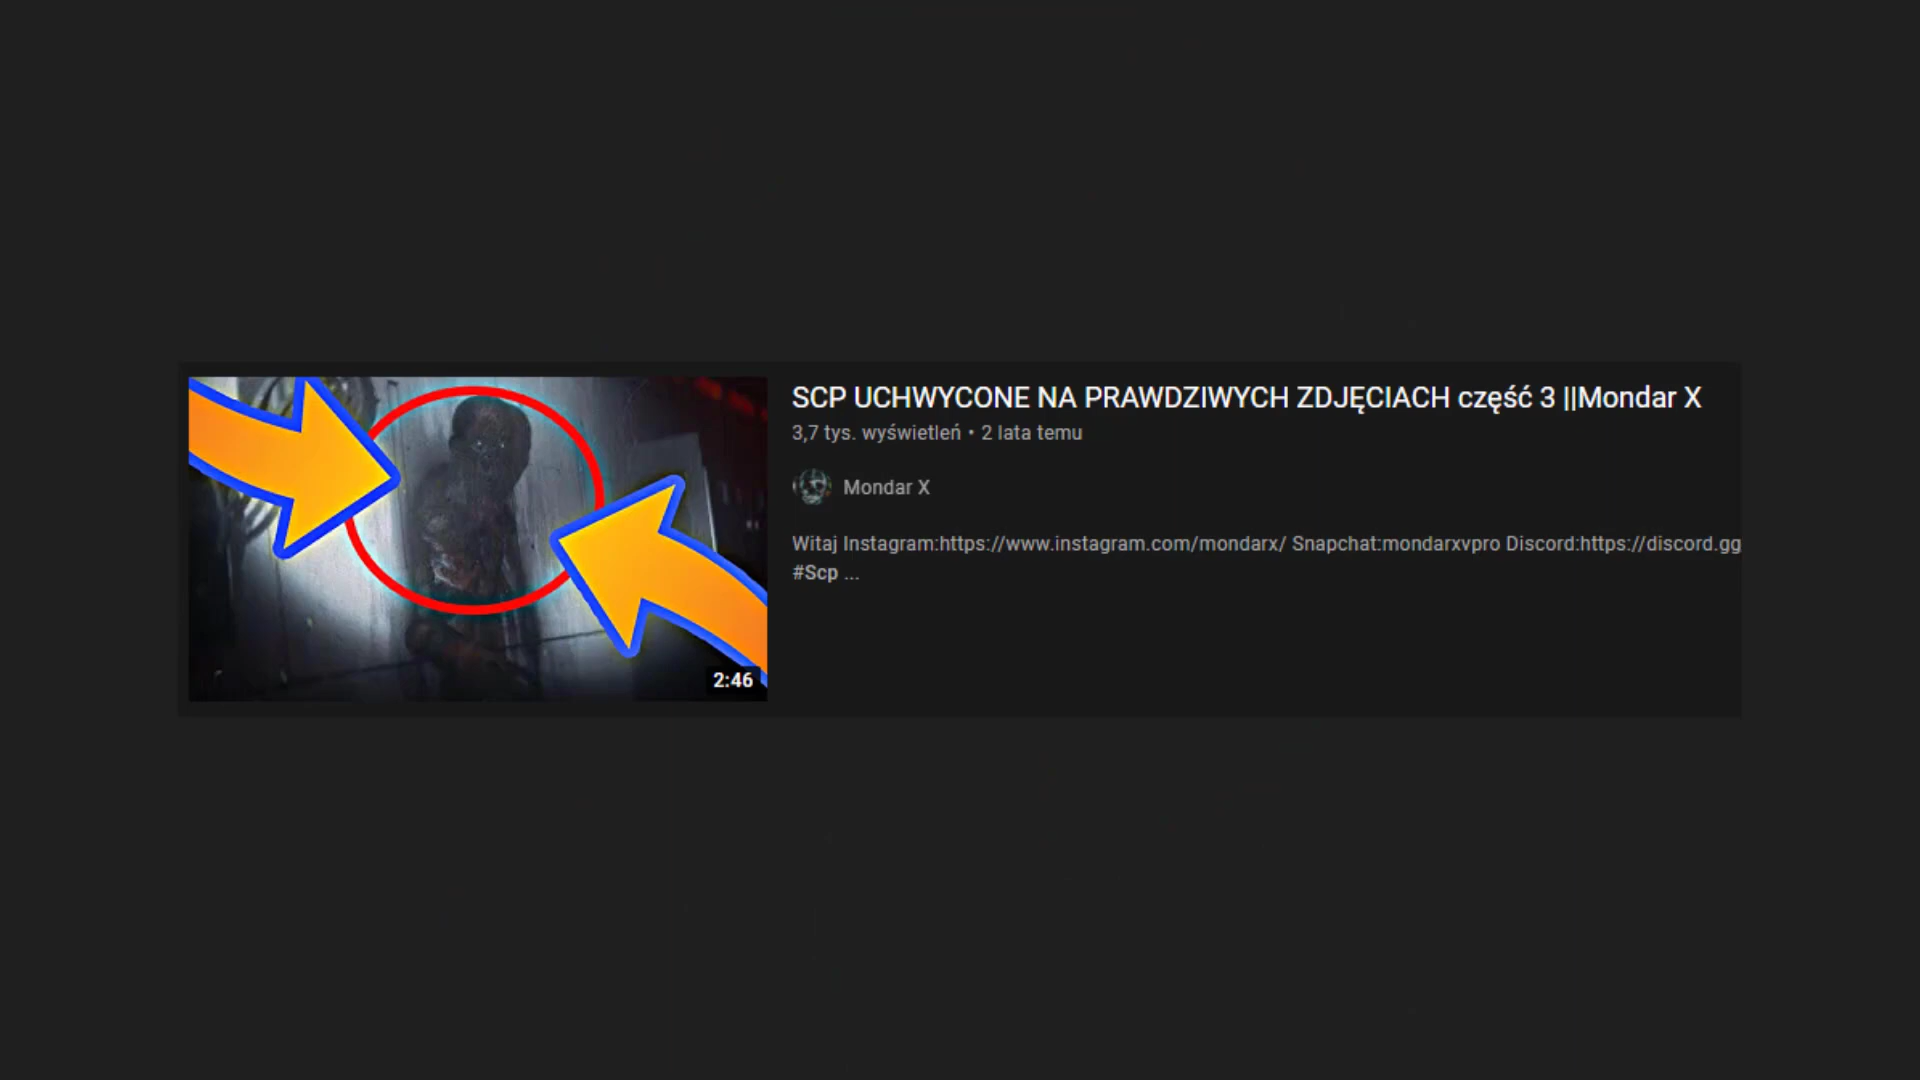 SCP UCHWYCONE NA PRAWDZIWYCH ZDJĘCIACH część 3 ||Mondar X
3,7 tys. wyświetleń • 2 lata temu
Mondar X
Witaj Instagram:https://www.instagram.com/mondarx/ Snapchat:mondarxvpro Discord:https://discord.gg
#Scp ...
2:46